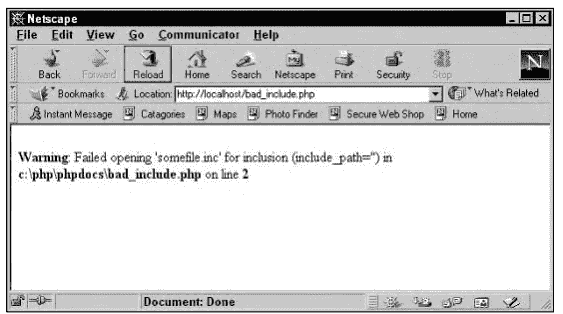 Netscape
File Edit View Go Communicator Help
Back Forward Reload Home Search Netscape Print Security Stop
N
Bookmarks Location: http://localhost/bad_include.php What's Related
Instant Message Catagories Maps Photo Finder Secure Web Shop Home
Warning: Failed opening 'somefile.inc' for inclusion (include_path='') in
c:\php\phpdocs\bad_include.php on line 2
Document: Done